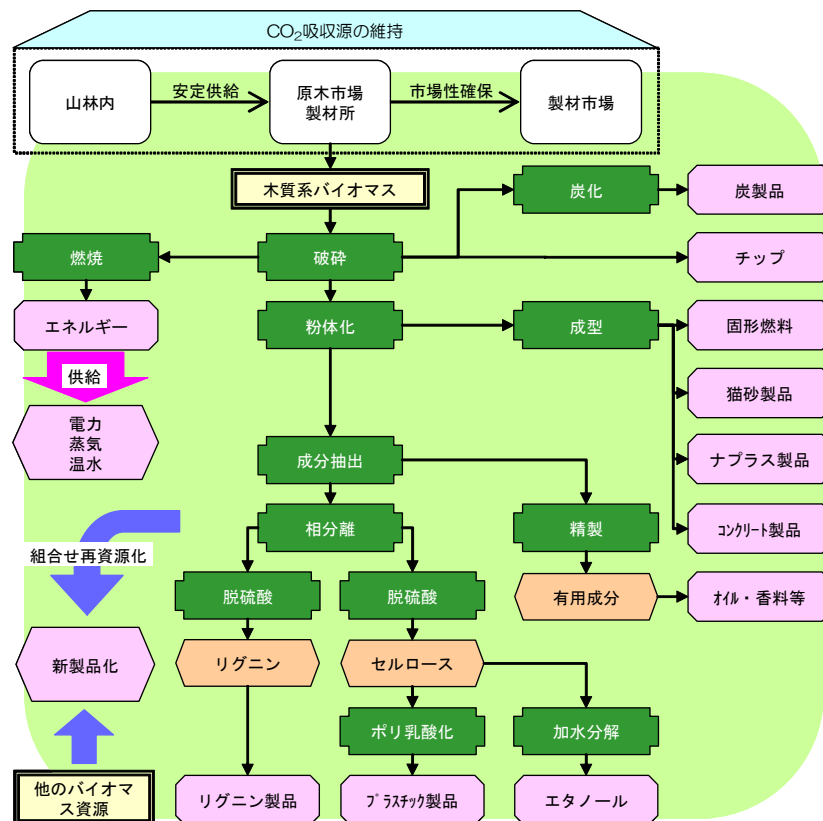 CO₂吸収源の維持
山林内
安定供給
原木市場
製材所
市場性確保
製材市場
木質系バイオマス
炭化
炭製品
燃焼
破砕
チップ
エネルギー
粉体化
成型
固形燃料
供給
猫砂製品
電力
蒸気
温水
成分抽出
ナプラス製品
相分離
精製
ｺﾝｸﾘｰﾄ製品
組合せ再資源化
脱硫酸
脱硫酸
有用成分
ｵｲﾙ・香料等
新製品化
リグニン
セルロース
ポリ乳酸化
加水分解
他のバイオマ
ス資源
リグニン製品
ﾌﾟﾗｽﾁｯｸ製品
エタノール